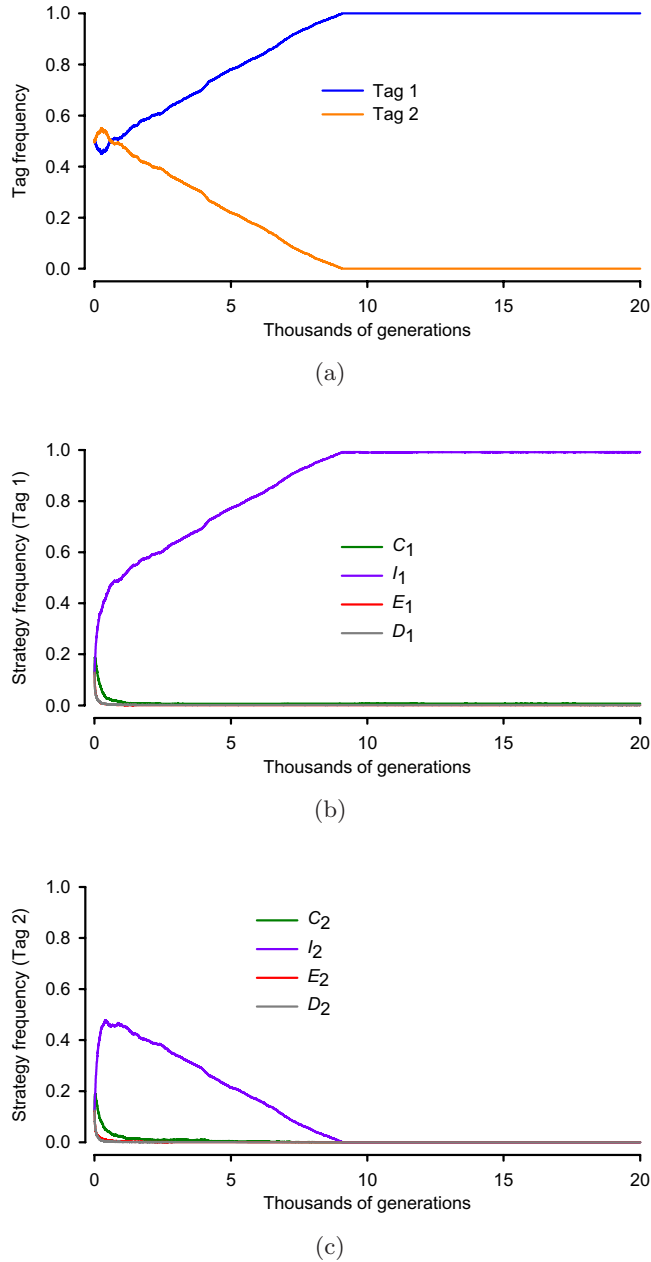 1.0
0.8
0.6
0.4
0.2
0.0
Tag frequency
Tag 1
Tag 2
0 5 10 15 20
Thousands of generations
(a)
1.0
0.8
0.6
0.4
0.2
0.0
Strategy frequency (Tag 1)
C1
I1
E1
D1
0 5 10 15 20
Thousands of generations
(b)
1.0
0.8
0.6
0.4
0.2
0.0
Strategy frequency (Tag 2)
C2
I2
E2
D2
0 5 10 15 20
Thousands of generations
(c)